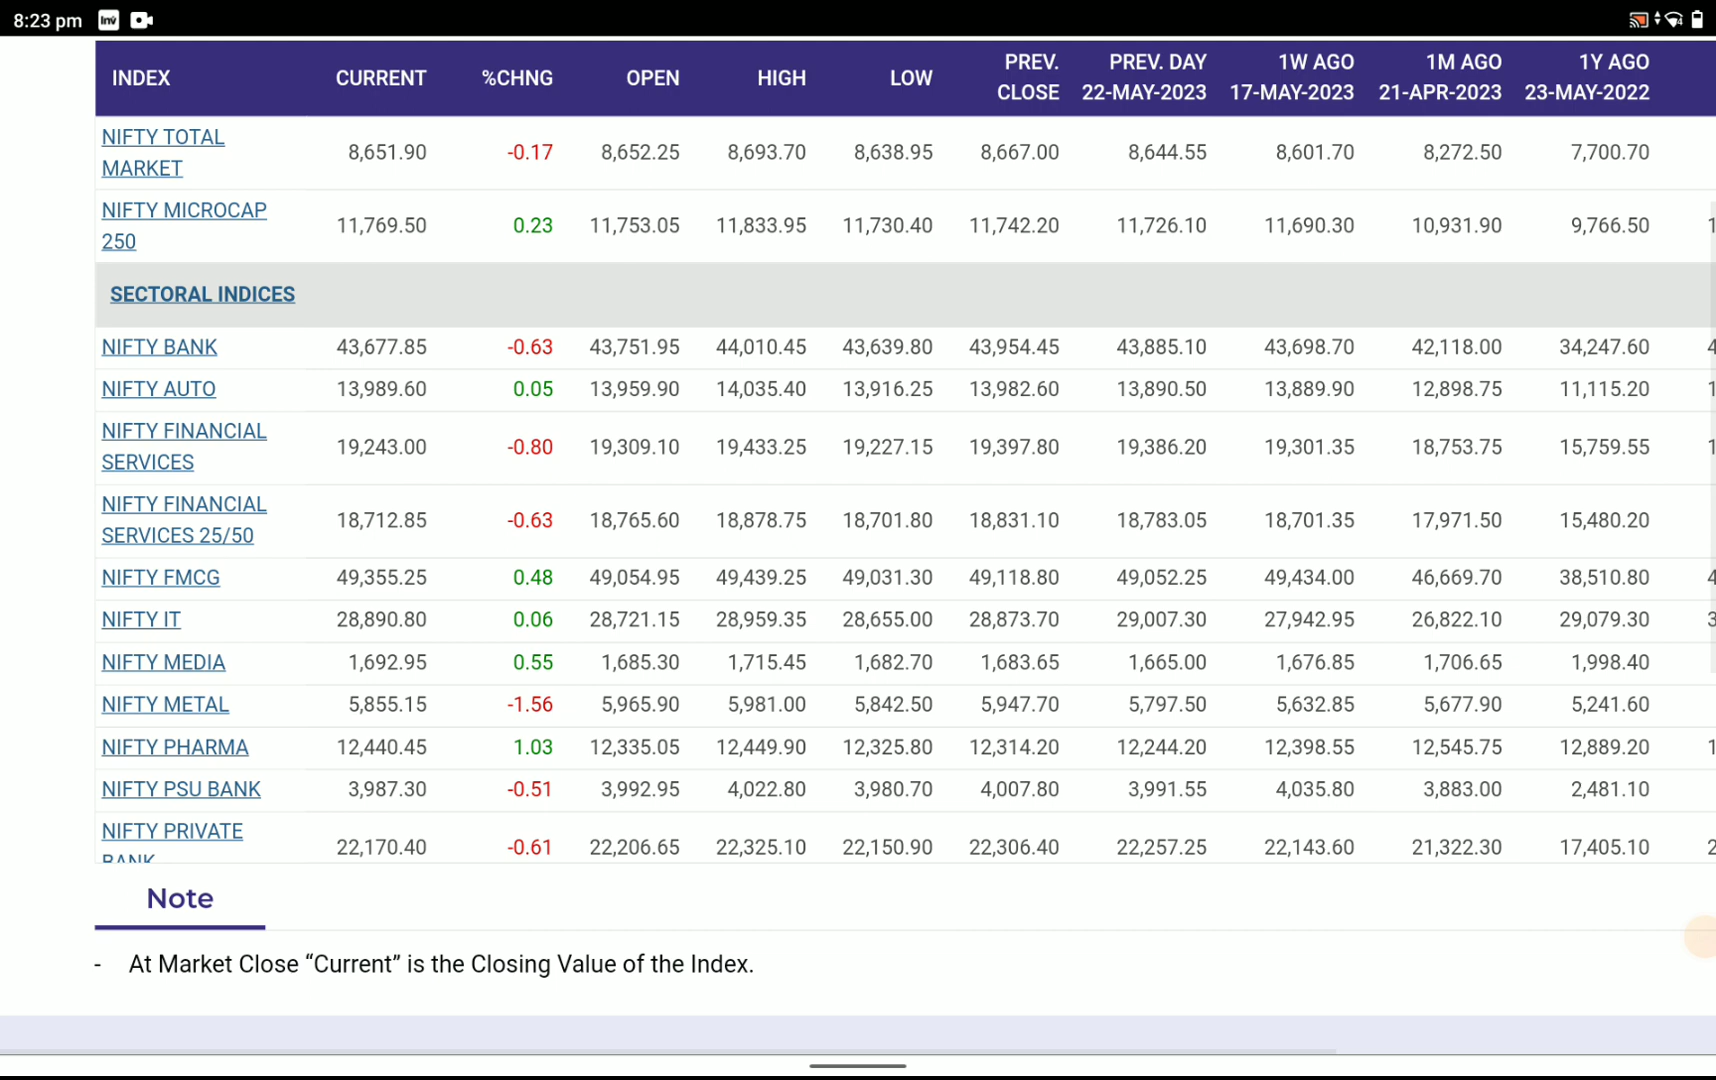 8:23 pm inv
INDEX CURRENT %CHNG OPEN HIGH LOW PREV. CLOSE PREV. DAY 22-MAY-2023 1W AGO 17-MAY-2023 1M AGO 21-APR-2023 1Y AGO 23-MAY-2022
NIFTY TOTAL MARKET 8,651.90 -0.17 8,652.25 8,693.70 8,638.95 8,667.00 8,644.55 8,601.70 8,272.50 7,700.70
NIFTY MICROCAP 250 11,769.50 0.23 11,753.05 11,833.95 11,730.40 11,742.20 11,726.10 11,690.30 10,931.90 9,766.50
SECTORAL INDICES
NIFTY BANK 43,677.85 -0.63 43,751.95 44,010.45 43,639.80 43,954.45 43,885.10 43,698.70 42,118.00 34,247.60
NIFTY AUTO 13,989.60 0.05 13,959.90 14,035.40 13,916.25 13,982.60 13,890.50 13,889.90 12,898.75 11,115.20
NIFTY FINANCIAL SERVICES 19,243.00 -0.80 19,309.10 19,433.25 19,227.15 19,397.80 19,386.20 19,301.35 18,753.75 15,759.55
NIFTY FINANCIAL SERVICES 25/50 18,712.85 -0.63 18,765.60 18,878.75 18,701.80 18,831.10 18,783.05 18,701.35 17,971.50 15,480.20
NIFTY FMCG 49,355.25 0.48 49,054.95 49,439.25 49,031.30 49,118.80 49,052.25 49,434.00 46,669.70 38,510.80
NIFTY IT 28,890.80 0.06 28,721.15 28,959.35 28,655.00 28,873.70 29,007.30 27,942.95 26,822.10 29,079.30
NIFTY MEDIA 1,692.95 0.55 1,685.30 1,715.45 1,682.70 1,683.65 1,665.00 1,676.85 1,706.65 1,998.40
NIFTY METAL 5,855.15 -1.56 5,965.90 5,981.00 5,842.50 5,947.70 5,797.50 5,632.85 5,677.90 5,241.60
NIFTY PHARMA 12,440.45 1.03 12,335.05 12,449.90 12,325.80 12,314.20 12,244.20 12,398.55 12,545.75 12,889.20
NIFTY PSU BANK 3,987.30 -0.51 3,992.95 4,022.80 3,980.70 4,007.80 3,991.55 4,035.80 3,883.00 2,481.10
NIFTY PRIVATE BANK 22,170.40 -0.61 22,206.65 22,325.10 22,150.90 22,306.40 22,257.25 22,143.60 21,322.30 17,405.10
Note
- At Market Close “Current” is the Closing Value of the Index.